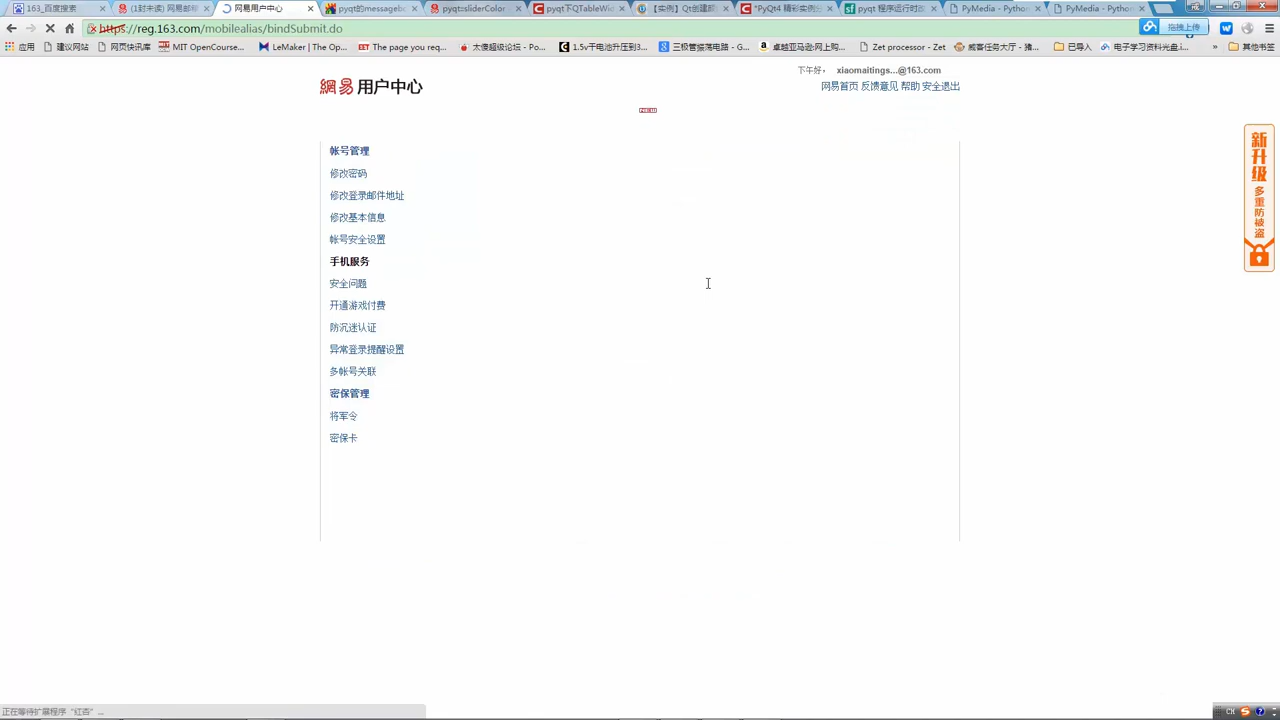 163_百度搜索
(1封未读) 网易邮
网易用户中心
pyqt的messagebo
pyqt:sliderColor
pyqt下QTableWid
【实例】Qt创建颜
"PyQt4 精彩实例分
pyqt 程序运行时
PyMedia - Python
PyMedia - Python
https://reg.163.com/mobilealias/bindSubmit.do
拖拽上传
应用
建议网站
网页快讯库
MIT OpenCourse...
LeMaker | The Op...
The page you req...
太傻超级论坛 - Po...
1.5v干电池升压到3...
三极管振荡电路 - G...
卓越亚马逊:网上购...
Zet processor - Zet
威客任务大厅 - 猪...
已导入
电子学习资料光盘.i...
»
其他书签
下午好，
xiaomaitings...@163.com
網易 用户中心
网易首页 反馈意见 帮助 安全退出
帐号管理
修改密码
修改登录邮件地址
修改基本信息
帐号安全设置
手机服务
安全问题
开通游戏付费
防沉迷认证
异常登录提醒设置
多帐号关联
密保管理
将军令
密保卡
新升级
多重防被盗
正在等待扩展程序 "红杏" ...
CH